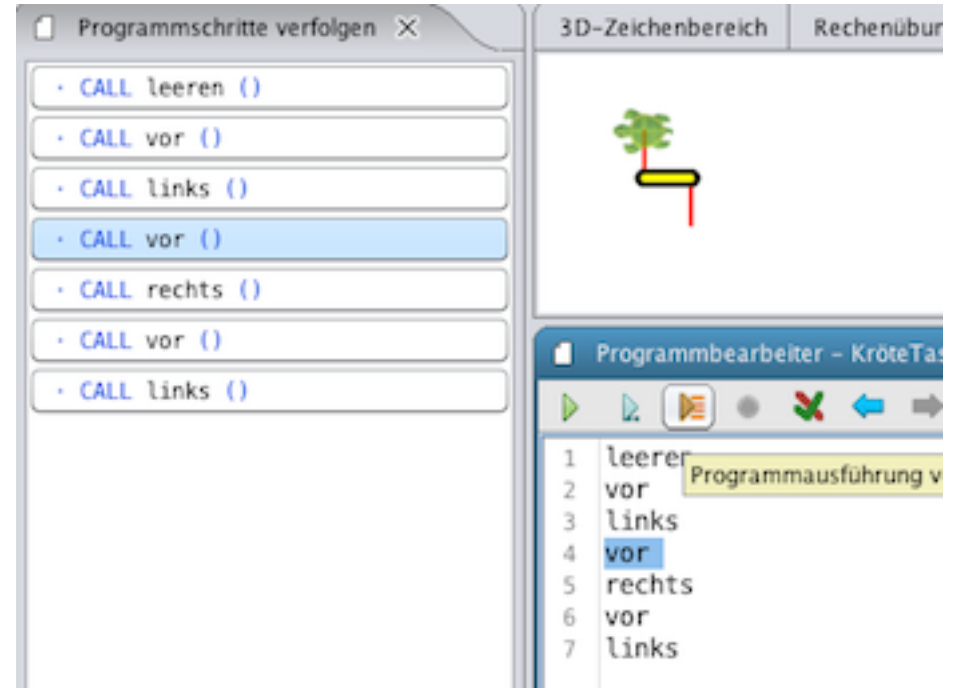 Programmschritte verfolgen
· CALL leeren ()
· CALL vor ()
· CALL links ()
· CALL vor ()
· CALL rechts ()
· CALL vor ()
· CALL links ()
3D-Zeichenbereich Rechenübur
Programmbearbeiter - KröteTas
1 leeren
Programmausführung v
2 vor
3 links
4 vor
5 rechts
6 vor
7 links